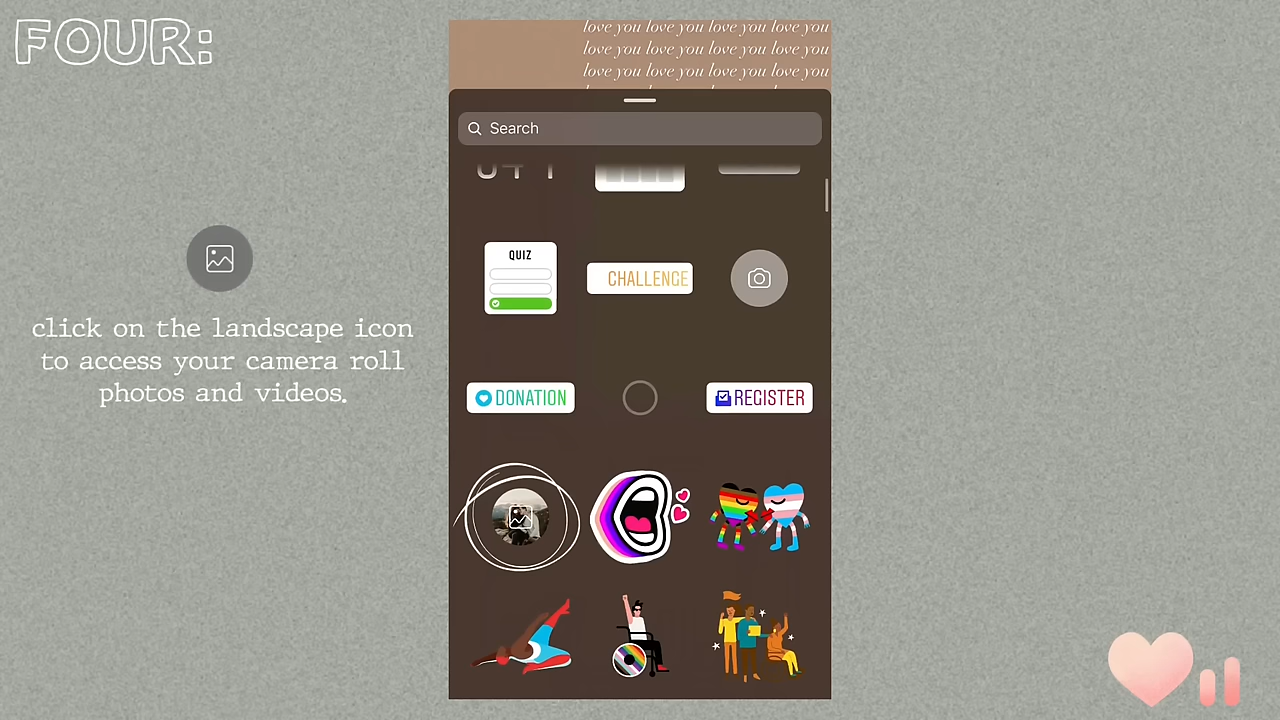 FOUR:
love you love you love you love you
love you love you love you love you
love you love you love you love you
Search
QUIZ
CHALLENGE
click on the landscape icon
to access your camera roll
photos and videos.
DONATION
REGISTER